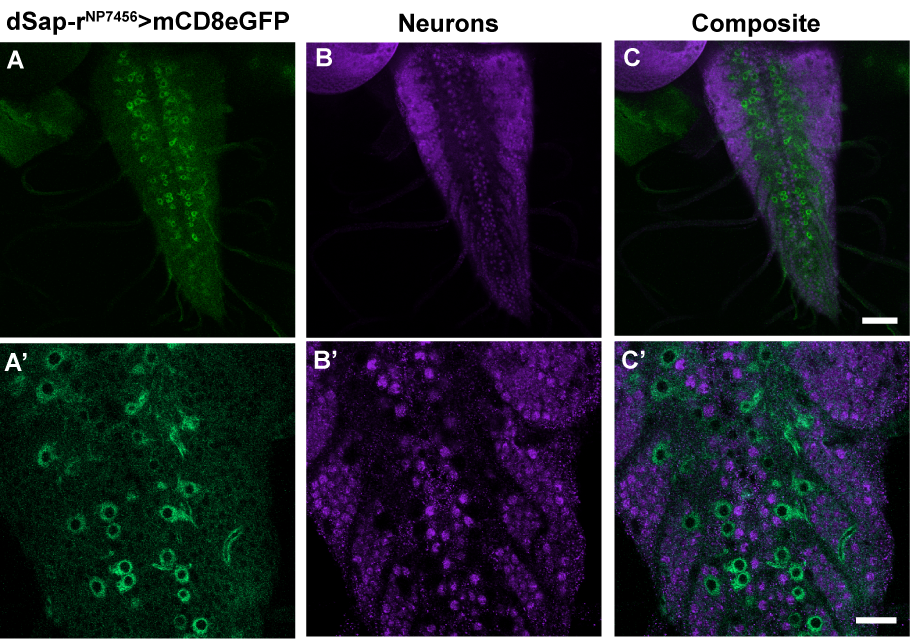 dSap-rNP7456>mCD8eGFP Neurons Composite
A B C
A' B' C'